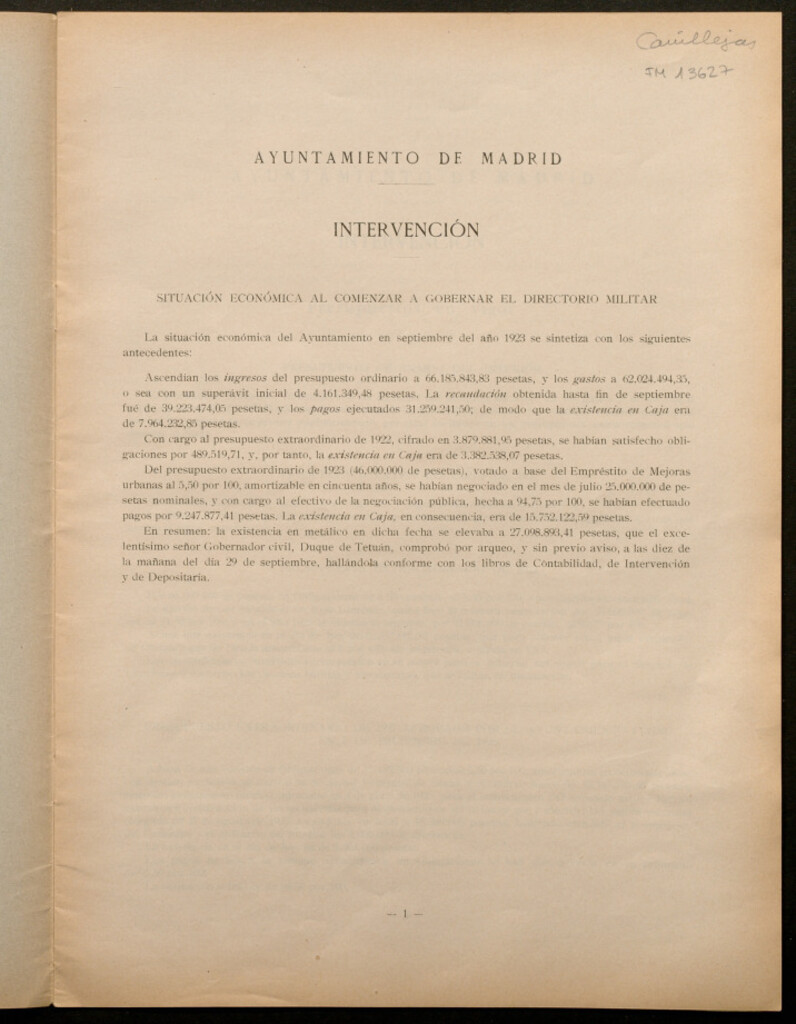 Canillejas
JM 13627
AYUNTAMIENTO DE MADRID
INTERVENCIÓN
SITUACIÓN ECONÓMICA AL COMENZAR A GOBERNAR EL DIRECTORIO MILITAR
La situación económica del Ayuntamiento en septiembre del año 1923 se sintetiza con los siguientes
antecedentes:
Ascendían los ingresos del presupuesto ordinario a 66.185.843,83 pesetas, y los gastos a 62.024.494,35,
o sea con un superávit inicial de 4.161.349,48 pesetas. La recaudación obtenida hasta fin de septiembre
fué de 39.223.474,05 pesetas, y los pagos ejecutados 31.259.241,50; de modo que la existencia en Caja era
de 7.964.232,85 pesetas.
Con cargo al presupuesto extraordinario de 1922, cifrado en 3.879.881,95 pesetas, se habían satisfecho obli-
gaciones por 489.519,71, y, por tanto, la existencia en Caja era de 3.382.538,07 pesetas.
Del presupuesto extraordinario de 1923 (46.000.000 de pesetas), votado a base del Empréstito de Mejoras
urbanas al 5,50 por 100, amortizable en cincuenta años, se habían negociado en el mes de julio 25.000.000 de pe-
setas nominales, y con cargo al efectivo de la negociación pública, hecha a 94,75 por 100, se habían efectuado
pagos por 9.247.877,41 pesetas. La existencia en Caja, en consecuencia, era de 15.752.122,59 pesetas.
En resumen: la existencia en metálico en dicha fecha se elevaba a 27.098.893,41 pesetas, que el exce-
lentísimo señor Gobernador civil, Duque de Tetuán, comprobó por arqueo, y sin previo aviso, a las diez de
la mañana del día 29 de septiembre, hallándola conforme con los libros de Contabilidad, de Intervención
y de Depositaría.
— 1 —